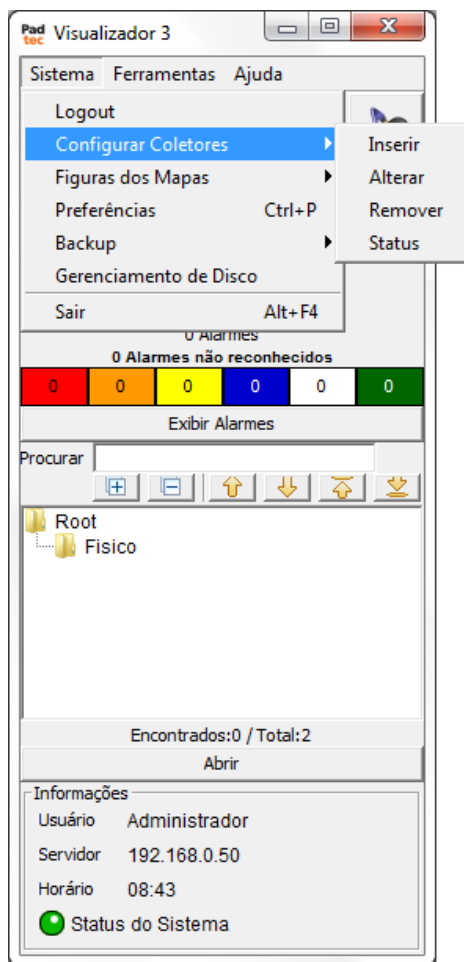 Pad tec Visualizador 3
Sistema Ferramentas Ajuda
Logout
Configurar Coletores
Inserir
Figuras dos Mapas
Alterar
Preferências Ctrl+P
Remover
Backup
Status
Gerenciamento de Disco
Sair Alt+F4
0 Alarmes
0 Alarmes não reconhecidos
0 0 0 0 0 0
Exibir Alarmes
Procurar
Root
Fisico
Encontrados:0 / Total:2
Abrir
Informações
Usuário Administrador
Servidor 192.168.0.50
Horário 08:43
Status do Sistema